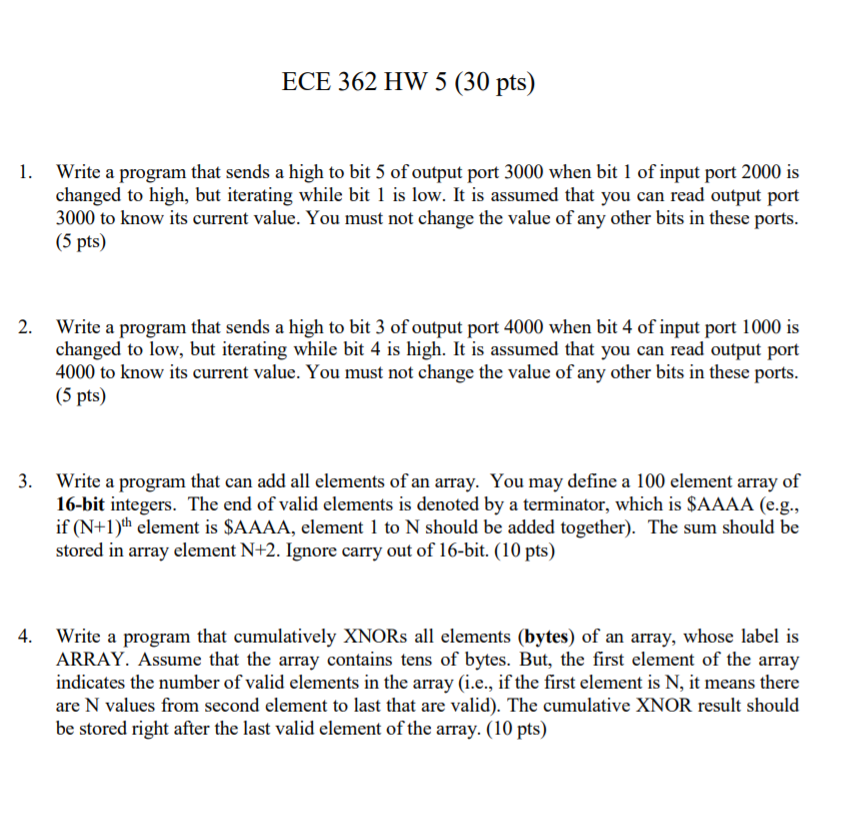 ECE 362 HW 5 (30 pts)
1. Write a program that sends a high to bit 5 of output port 3000 when bit 1 of input port 2000 is
changed to high, but iterating while bit 1 is low. It is assumed that you can read output port
3000 to know its current value. You must not change the value of any other bits in these ports.
(5 pts)
2. Write a program that sends a high to bit 3 of output port 4000 when bit 4 of input port 1000 is
changed to low, but iterating while bit 4 is high. It is assumed that you can read output port
4000 to know its current value. You must not change the value of any other bits in these ports.
(5 pts)
3. Write a program that can add all elements of an array. You may define a 100 element array of
16-bit integers. The end of valid elements is denoted by a terminator, which is $AAAA (e.g.,
if (N+1)th element is $AAAA, element 1 to N should be added together). The sum should be
stored in array element N+2. Ignore carry out of 16-bit. (10 pts)
4. Write a program that cumulatively XNORs all elements (bytes) of an array, whose label is
ARRAY. Assume that the array contains tens of bytes. But, the first element of the array
indicates the number of valid elements in the array (i.e., if the first element is N, it means there
are N values from second element to last that are valid). The cumulative XNOR result should
be stored right after the last valid element of the array. (10 pts)